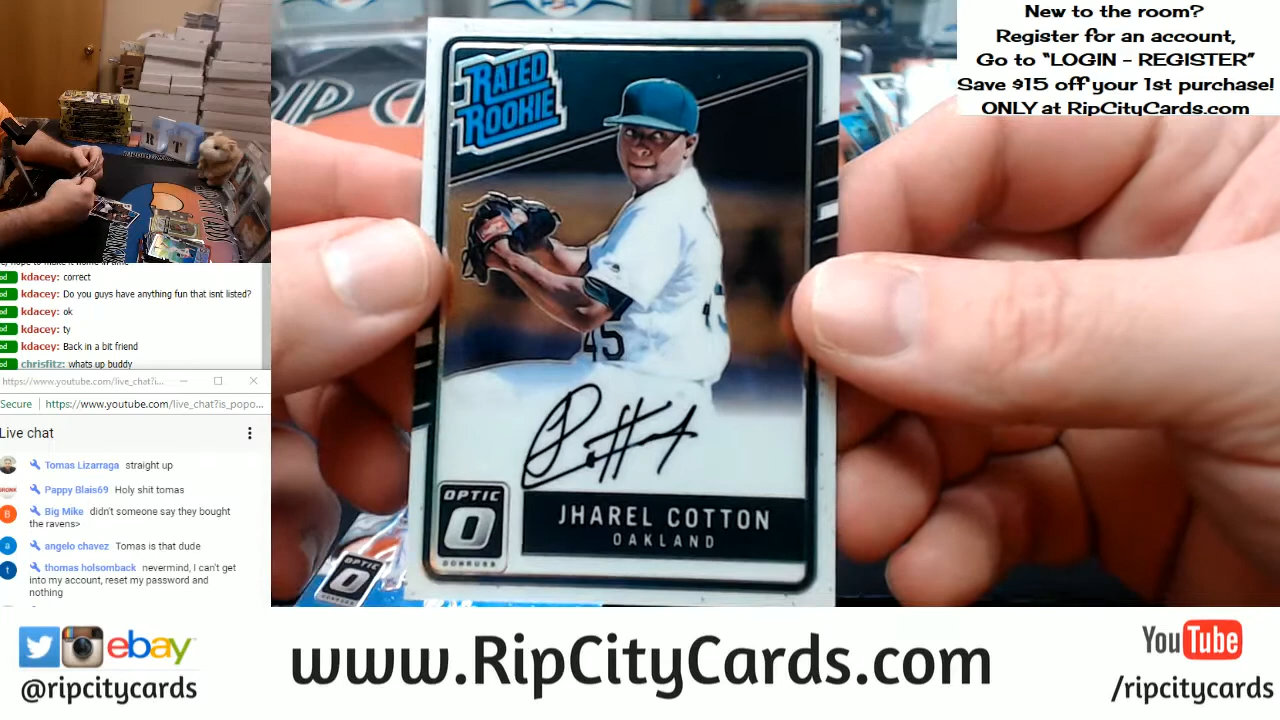 New to the room?
Register for an account,
Go to “LOGIN - REGISTER”
Save $15 off your 1st purchase!
ONLY at RipCityCards.com
RATED
ROOKIE
RIP C
45
OPTIC
O
DONRUSS
JHAREL COTTON
OAKLAND
kdacey: correct
kdacey: Do you guys have anything fun that isnt listed?
kdacey: ok
kdacey: ty
kdacey: Back in a bit friend
chrisfitz: whats up buddy
https://www.youtube.com/live_chat?i...
Secure https://www.youtube.com/live_chat?is_popo...
Live chat
Tomas Lizarraga straight up
Pappy Blais69 Holy shit tomas
B Big Mike didn't someone say they bought
the ravens>
a angelo chavez Tomas is that dude
t thomas holsomback nevermind, I can't get
into my account, reset my password and
nothing
ebay
@ripcitycards
www.RipCityCards.com
YouTube
/ripcitycards